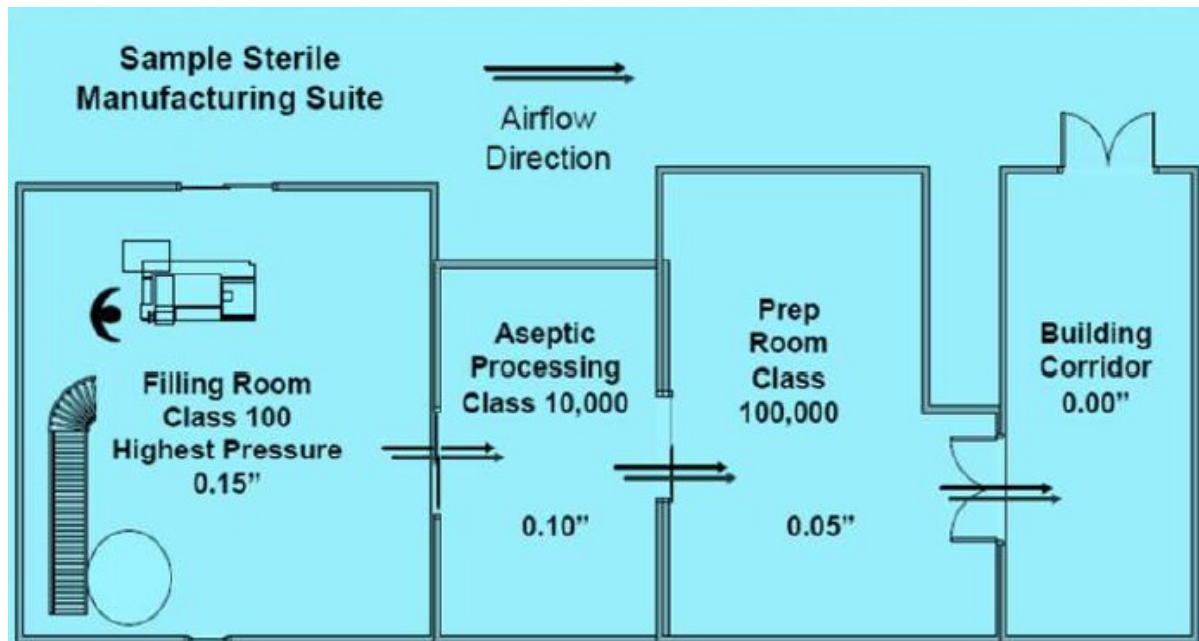 Sample Sterile
Manufacturing Suite
Airflow
Direction
Filling Room
Class 100
Highest Pressure
0.15”
Aseptic
Processing
Class 10,000
0.10”
Prep
Room
Class
100,000
0.05”
Building
Corridor
0.00”